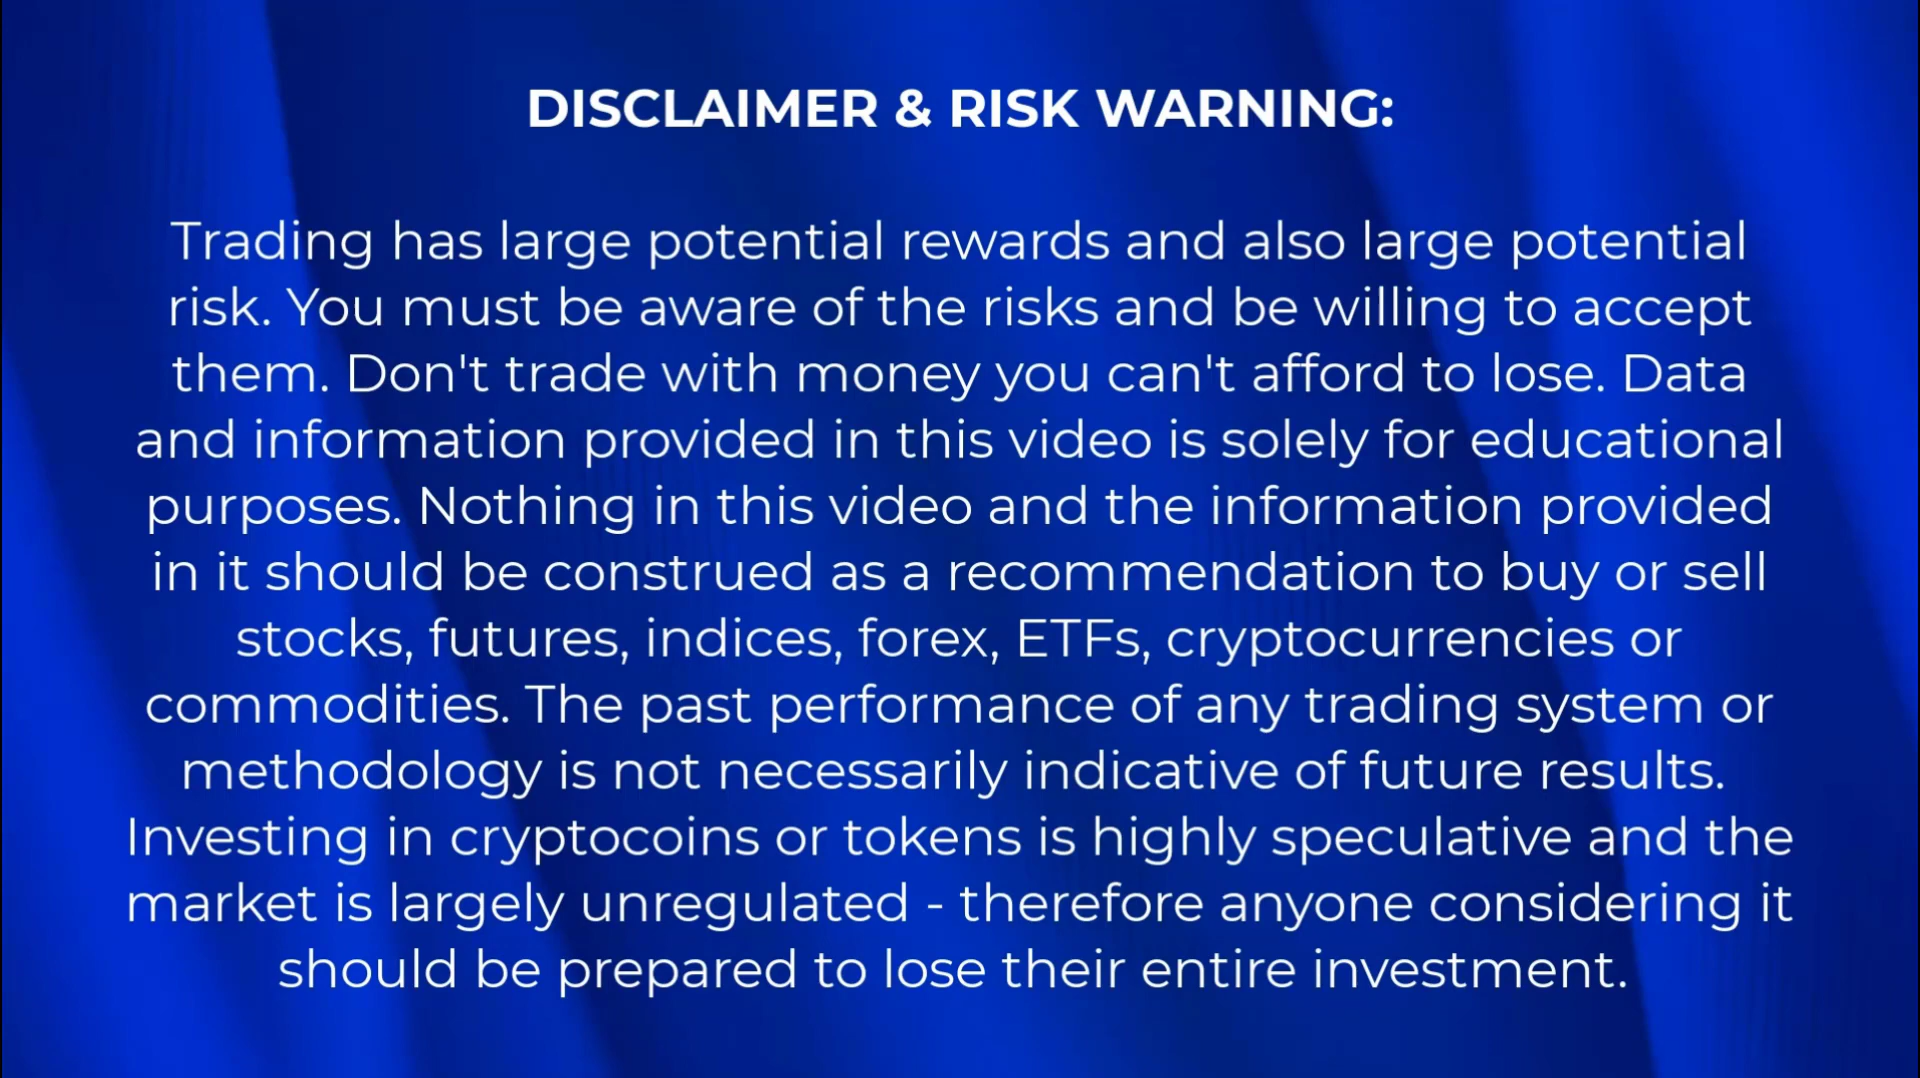 DISCLAIMER & RISK WARNING:
Trading has large potential rewards and also large potential
risk. You must be aware of the risks and be willing to accept
them. Don't trade with money you can't afford to lose. Data
and information provided in this video is solely for educational
purposes. Nothing in this video and the information provided
in it should be construed as a recommendation to buy or sell
stocks, futures, indices, forex, ETFs, cryptocurrencies or
commodities. The past performance of any trading system or
methodology is not necessarily indicative of future results.
Investing in cryptocoins or tokens is highly speculative and the
market is largely unregulated - therefore anyone considering it
should be prepared to lose their entire investment.